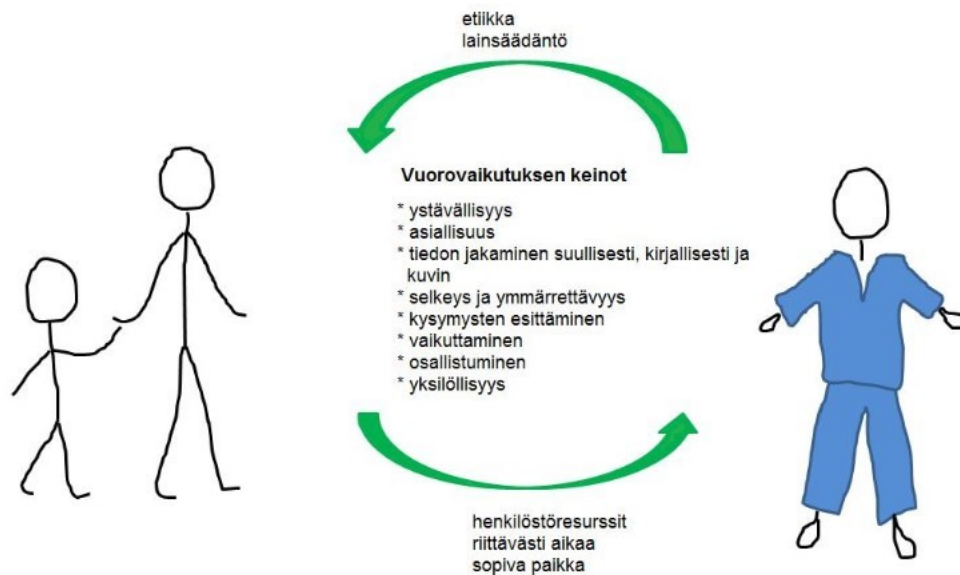 etiikka
lainsäädäntö
Vuorovaikutuksen keinot
* ystävällisyys
* asiallisuus
* tiedon jakaminen suullisesti, kirjallisesti ja
kuvin
* selkeys ja ymmärrettävyys
* kysymysten esittäminen
* vaikuttaminen
* osallistuminen
* yksilöllisyys
henkilöstöresurssit
riittävästi aikaa
sopiva paikka